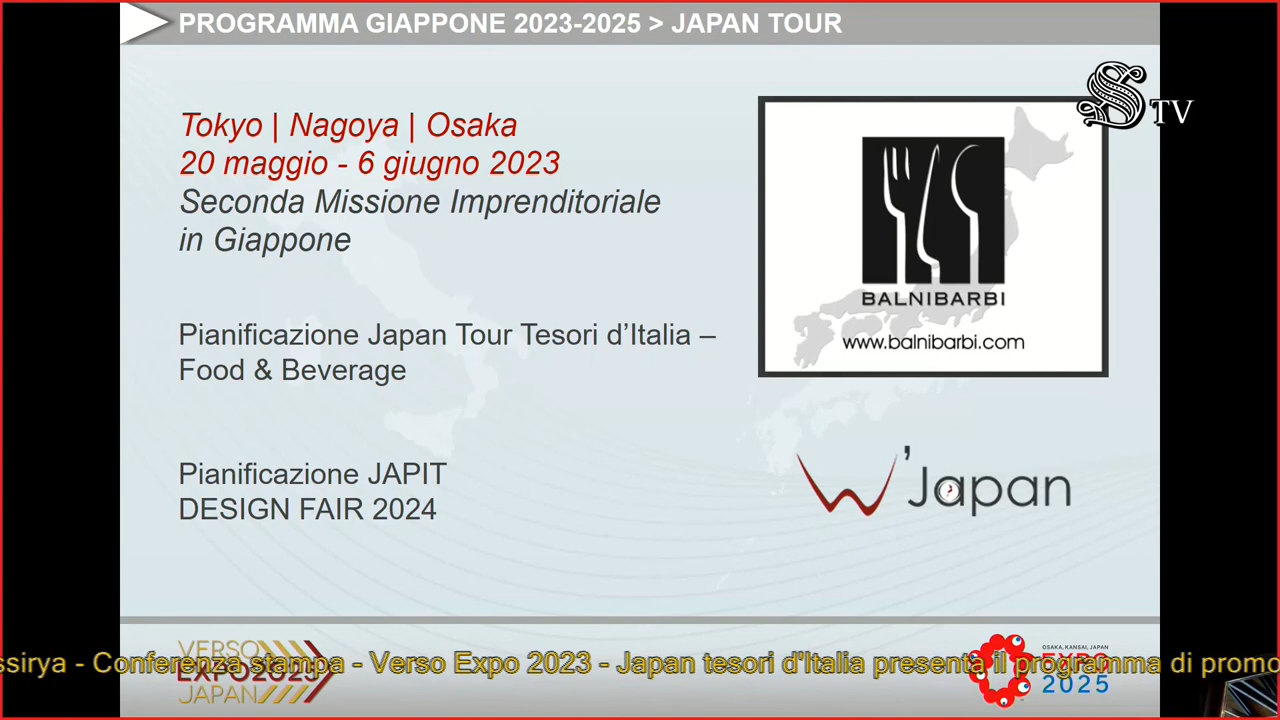 PROGRAMMA GIAPPONE 2023-2025 > JAPAN TOUR
S TV
Tokyo | Nagoya | Osaka
20 maggio - 6 giugno 2023
Seconda Missione Imprenditoriale
in Giappone
BALNIBARBI
www.balnibarbi.com
Pianificazione Japan Tour Tesori d’Italia –
Food & Beverage
W'Japan
Pianificazione JAPIT
DESIGN FAIR 2024
VERSO
EXPO2025
JAPAN
OSAKA, KANSAI, JAPAN
EXPO
2025
ssirya - Conferenza stampa - Verso Expo 2023 - Japan tesori d'Italia presenta il programma di promo